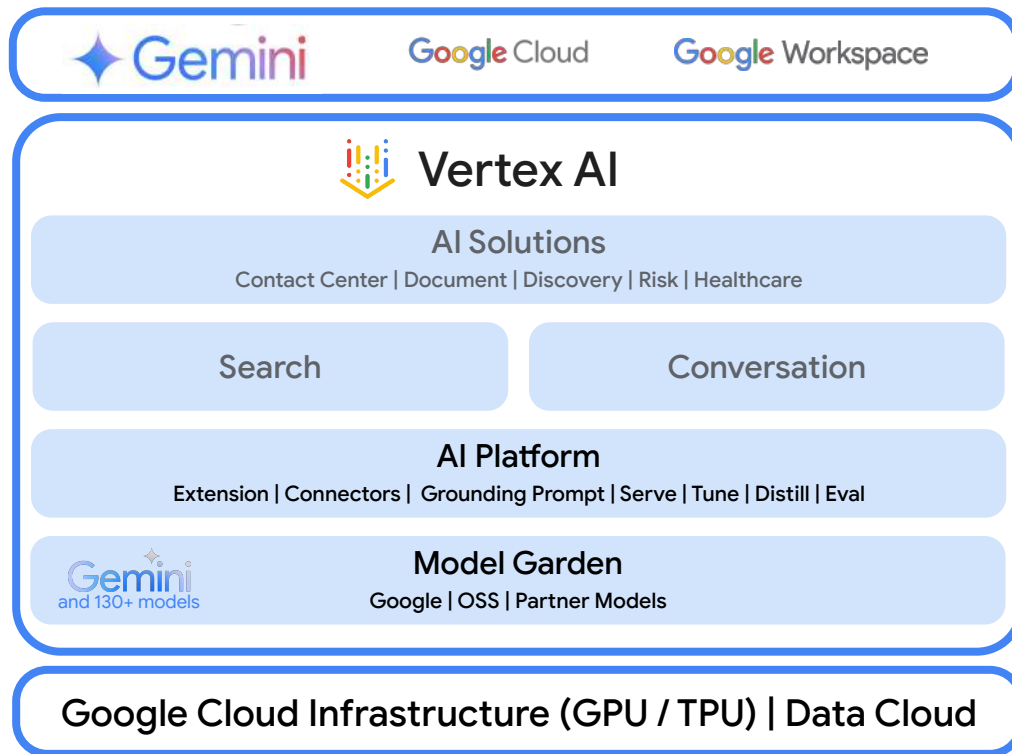 Gemini
Google Cloud
Google Workspace
Vertex AI
AI Solutions
Contact Center | Document | Discovery | Risk | Healthcare
Search
Conversation
AI Platform
Extension | Connectors | Grounding Prompt | Serve | Tune | Distill | Eval
Gemini
and 130+ models
Model Garden
Google | OSS | Partner Models
Google Cloud Infrastructure (GPU / TPU) | Data Cloud